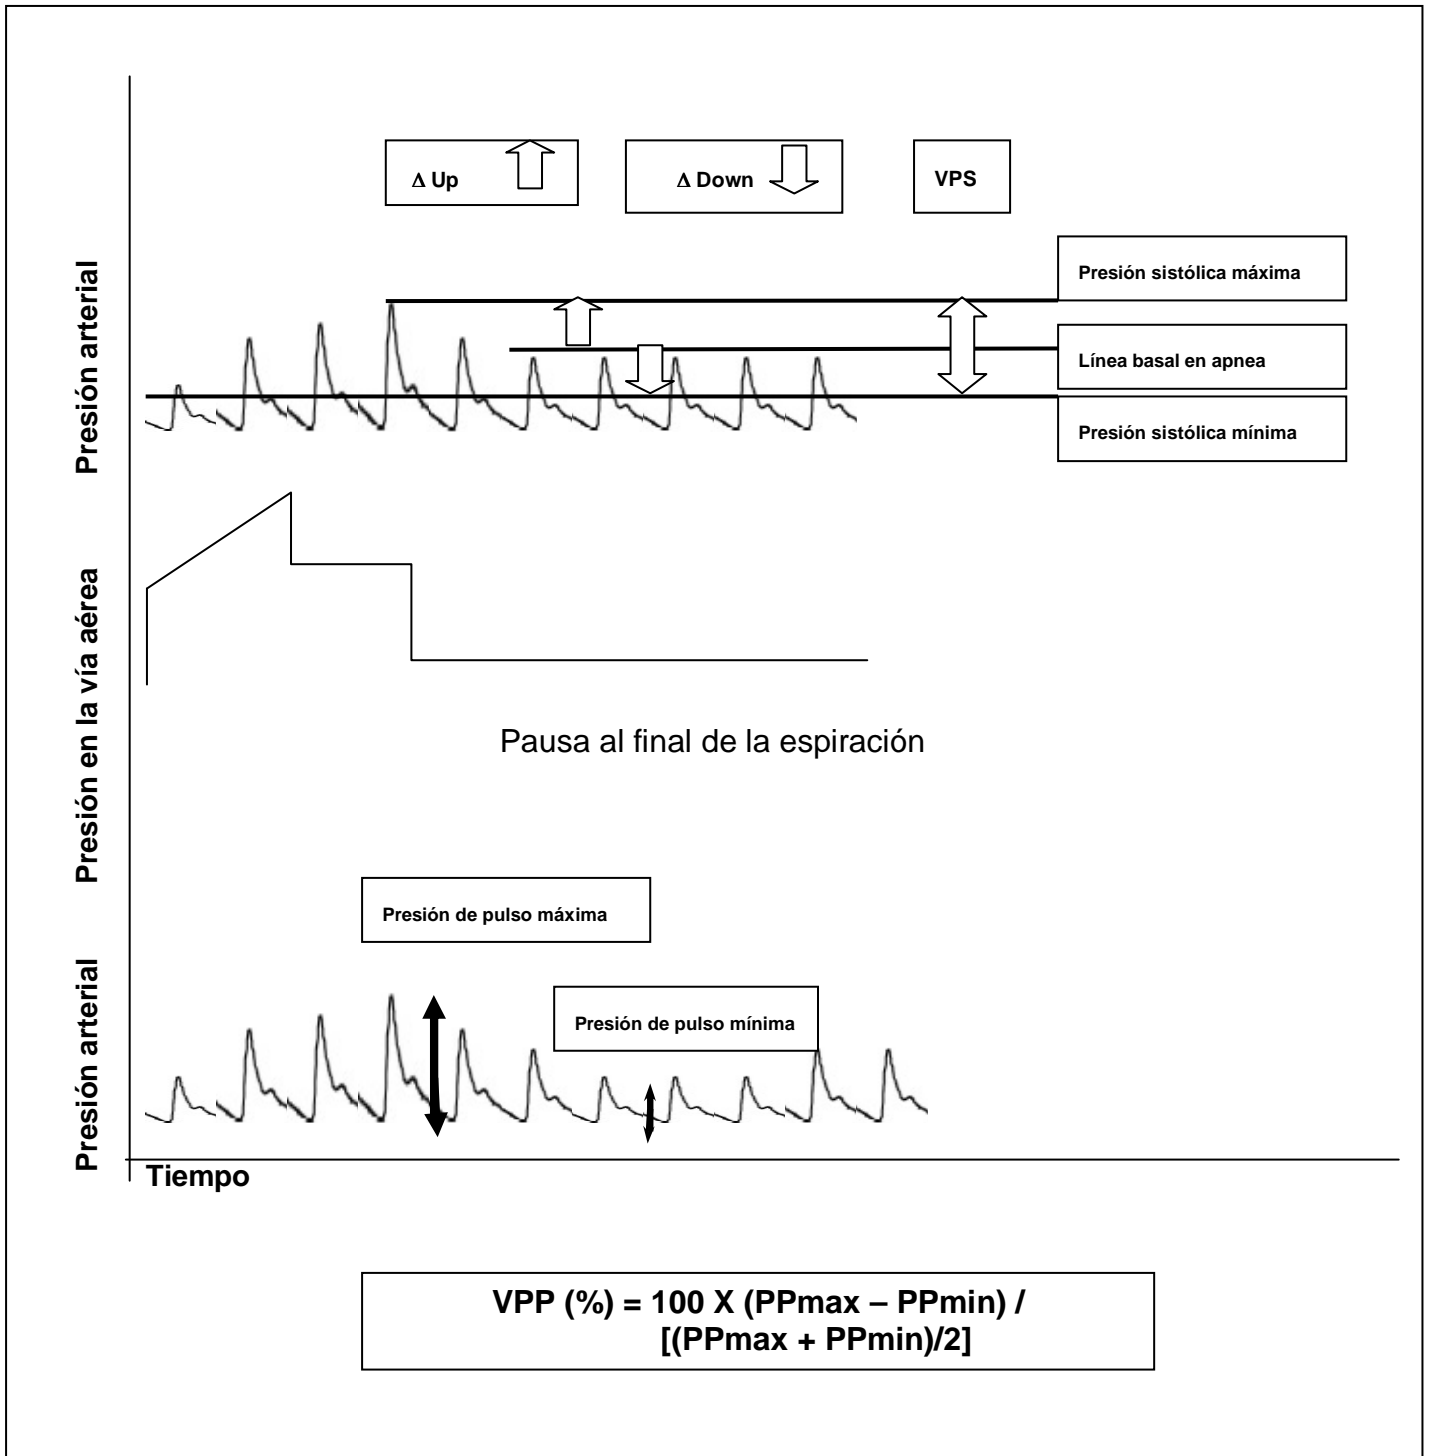 Δ Up
Δ Down
VPS
Presión arterial
Presión sistólica máxima
Línea basal en apnea
Presión sistólica mínima
Presión en la vía aérea
Pausa al final de la espiración
Presión de pulso máxima
Presión arterial
Presión de pulso mínima
Tiempo
VPP (%) = 100 X (PPmax – PPmin) /
[(PPmax + PPmin)/2]